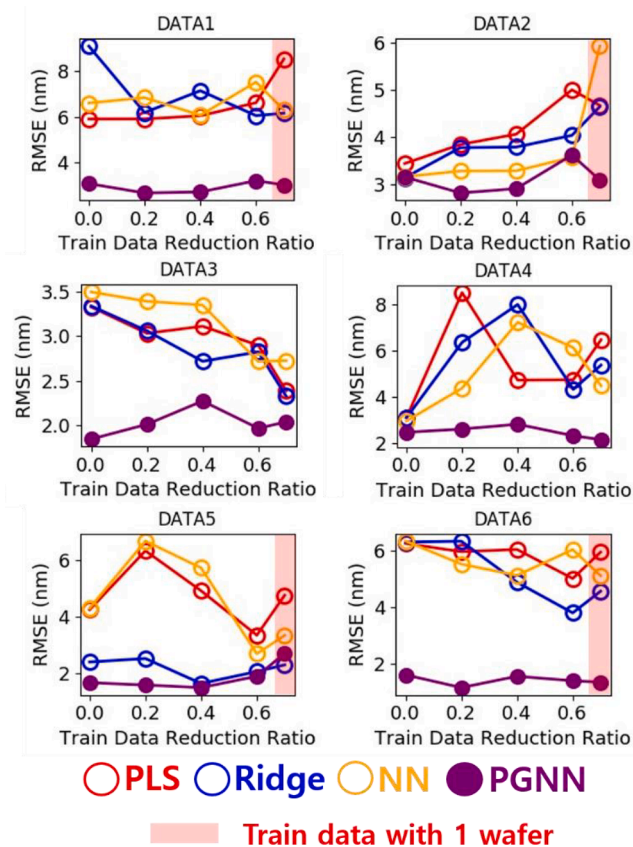 DATA1
RMSE (nm)
8
6
4
0.0 0.2 0.4 0.6
Train Data Reduction Ratio
DATA2
RMSE (nm)
6
5
4
3
0.0 0.2 0.4 0.6
Train Data Reduction Ratio
DATA3
RMSE (nm)
3.5
3.0
2.5
2.0
0.0 0.2 0.4 0.6
Train Data Reduction Ratio
DATA4
RMSE (nm)
8
6
4
2
0.0 0.2 0.4 0.6
Train Data Reduction Ratio
DATA5
RMSE (nm)
6
4
2
0.0 0.2 0.4 0.6
Train Data Reduction Ratio
DATA6
RMSE (nm)
6
4
2
0.0 0.2 0.4 0.6
Train Data Reduction Ratio
PLS Ridge NN PGNN
Train data with 1 wafer